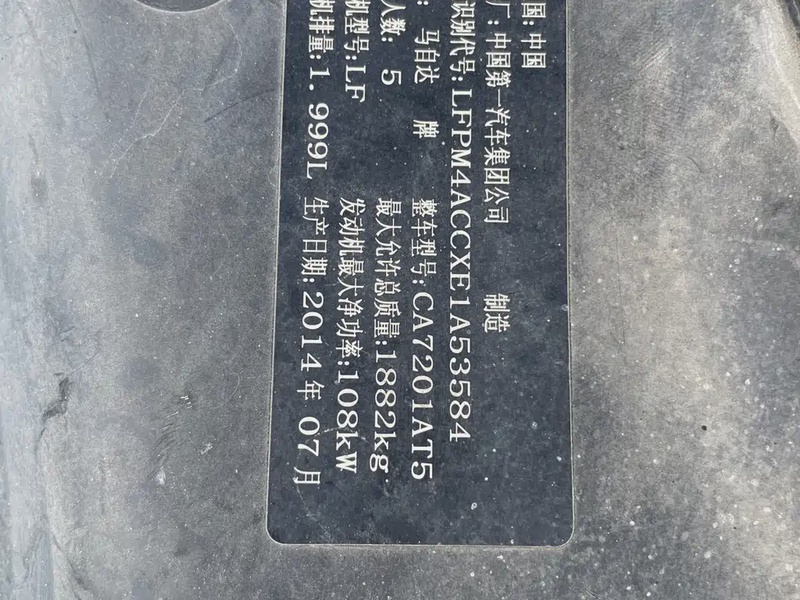 国:中国
厂:中国第一汽车集团公司 制造
识别代号:LFPM4ACCXE1A53584
:马自达 牌 整车型号:CA7201AT5
人数:5 最大允许总质量:1882kg
机型号:LF 发动机最大净功率:108kW
机排量:1.999L 生产日期:2014年07月